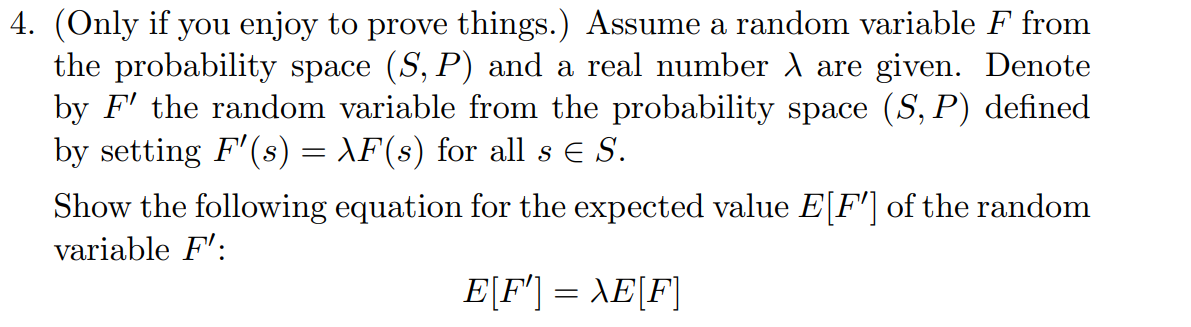 4. (Only if you enjoy to prove things.) Assume a random variable F from
the probability space (S, P) and a real number λ are given. Denote
by F′ the random variable from the probability space (S, P) defined
by setting F′(s) = λF(s) for all s ∈ S.
Show the following equation for the expected value E[F′] of the random
variable F′:
E[F′] = λE[F]